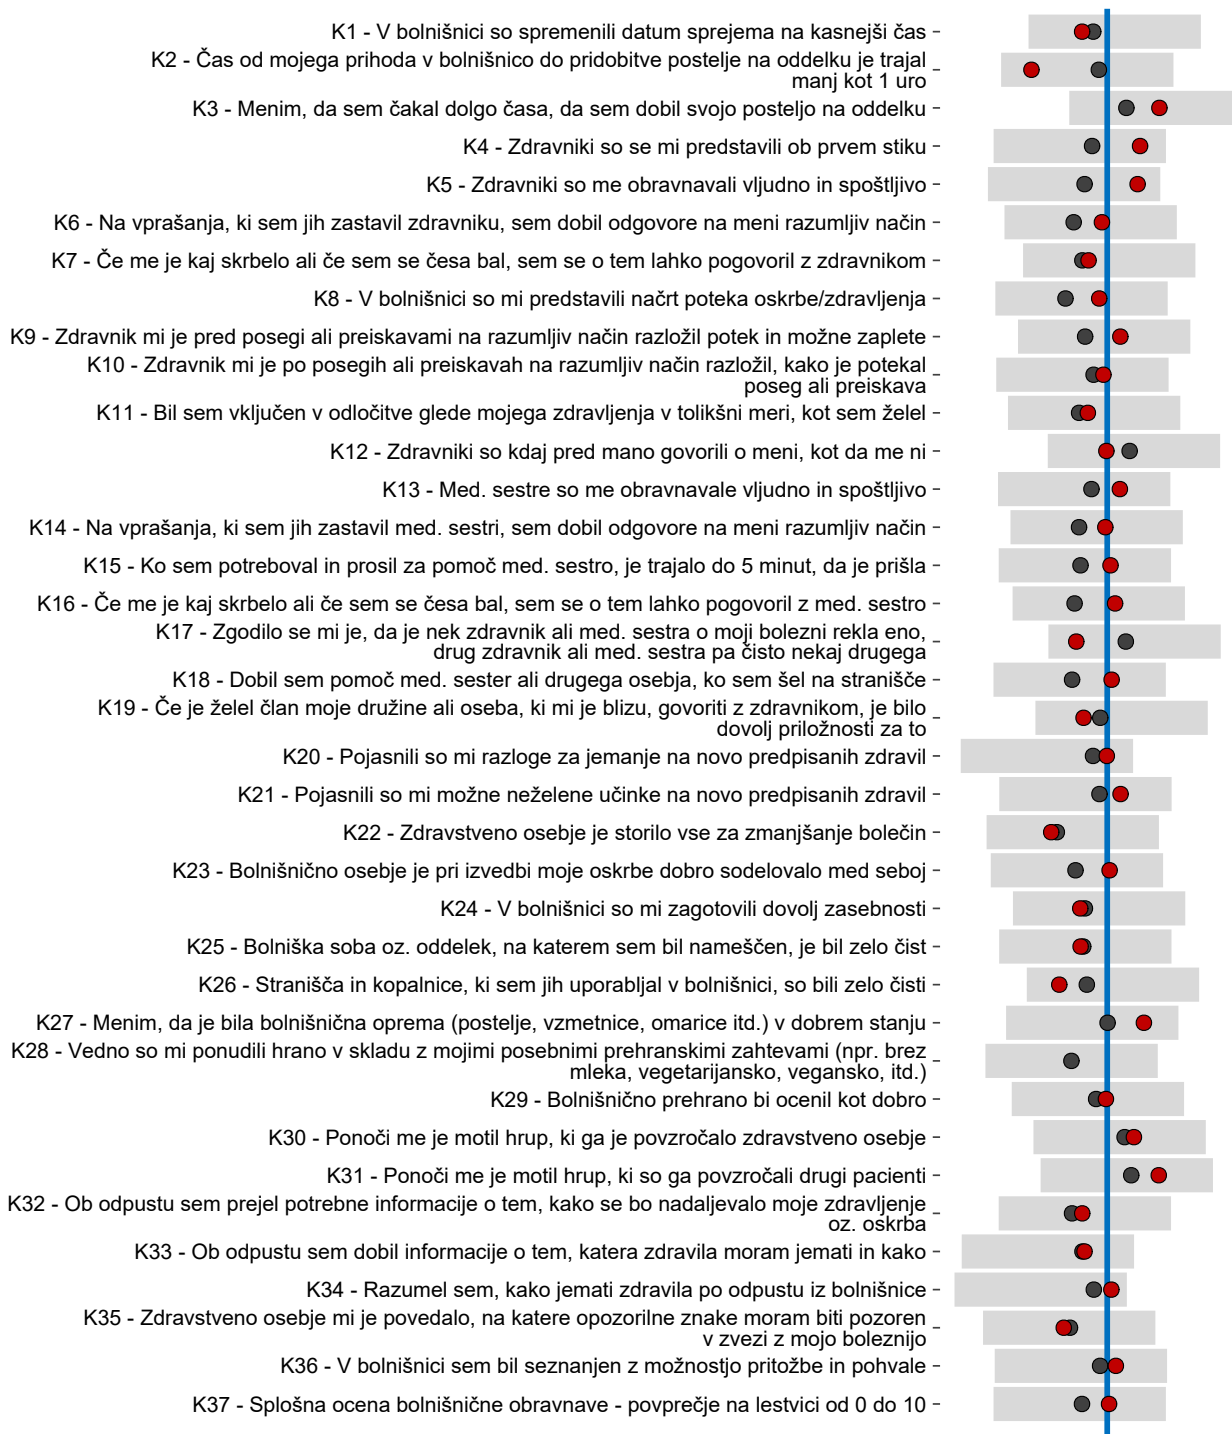 K1 - V bolnišnici so spremenili datum sprejema na kasnejši čas
K2 - Čas od mojega prihoda v bolnišnico do pridobitve postelje na oddelku je trajal
manj kot 1 uro
K3 - Menim, da sem čakal dolgo časa, da sem dobil svojo posteljo na oddelku
K4 - Zdravniki so se mi predstavili ob prvem stiku
K5 - Zdravniki so me obravnavali vljudno in spoštljivo
K6 - Na vprašanja, ki sem jih zastavil zdravniku, sem dobil odgovore na meni razumljiv način
K7 - Če me je kaj skrbelo ali če sem se česa bal, sem se o tem lahko pogovoril z zdravnikom
K8 - V bolnišnici so mi predstavili načrt poteka oskrbe/zdravljenja
K9 - Zdravnik mi je pred posegi ali preiskavami na razumljiv način razložil potek in možne zaplete
K10 - Zdravnik mi je po posegih ali preiskavah na razumljiv način razložil, kako je potekal
poseg ali preiskava
K11 - Bil sem vključen v odločitve glede mojega zdravljenja v tolikšni meri, kot sem želel
K12 - Zdravniki so kdaj pred mano govorili o meni, kot da me ni
K13 - Med. sestre so me obravnavale vljudno in spoštljivo
K14 - Na vprašanja, ki sem jih zastavil med. sestri, sem dobil odgovore na meni razumljiv način
K15 - Ko sem potreboval in prosil za pomoč med. sestro, je trajalo do 5 minut, da je prišla
K16 - Če me je kaj skrbelo ali če sem se česa bal, sem se o tem lahko pogovoril z med. sestro
K17 - Zgodilo se mi je, da je nek zdravnik ali med. sestra o moji bolezni rekla eno,
drug zdravnik ali med. sestra pa čisto nekaj drugega
K18 - Dobil sem pomoč med. sester ali drugega osebja, ko sem šel na stranišče
K19 - Če je želel član moje družine ali oseba, ki mi je blizu, govoriti z zdravnikom, je bilo
dovolj priložnosti za to
K20 - Pojasnili so mi razloge za jemanje na novo predpisanih zdravil
K21 - Pojasnili so mi možne neželene učinke na novo predpisanih zdravil
K22 - Zdravstveno osebje je storilo vse za zmanjšanje bolečin
K23 - Bolnišnično osebje je pri izvedbi moje oskrbe dobro sodelovalo med seboj
K24 - V bolnišnici so mi zagotovili dovolj zasebnosti
K25 - Bolniška soba oz. oddelek, na katerem sem bil nameščen, je bil zelo čist
K26 - Stranišča in kopalnice, ki sem jih uporabljal v bolnišnici, so bili zelo čisti
K27 - Menim, da je bila bolnišnična oprema (postelje, vzmetnice, omarice itd.) v dobrem stanju
K28 - Vedno so mi ponudili hrano v skladu z mojimi posebnimi prehranskimi zahtevami (npr. brez
mleka, vegetarijansko, vegansko, itd.)
K29 - Bolnišnično prehrano bi ocenil kot dobro
K30 - Ponoči me je motil hrup, ki ga je povzročalo zdravstveno osebje
K31 - Ponoči me je motil hrup, ki so ga povzročali drugi pacienti
K32 - Ob odpustu sem prejel potrebne informacije o tem, kako se bo nadaljevalo moje zdravljenje
oz. oskrba
K33 - Ob odpustu sem dobil informacije o tem, katera zdravila moram jemati in kako
K34 - Razumel sem, kako jemati zdravila po odpustu iz bolnišnice
K35 - Zdravstveno osebje mi je povedalo, na katere opozorilne znake moram biti pozoren
v zvezi z mojo boleznijo
K36 - V bolnišnici sem bil seznanjen z možnostjo pritožbe in pohvale
K37 - Splošna ocena bolnišnične obravnave - povprečje na lestvici od 0 do 10